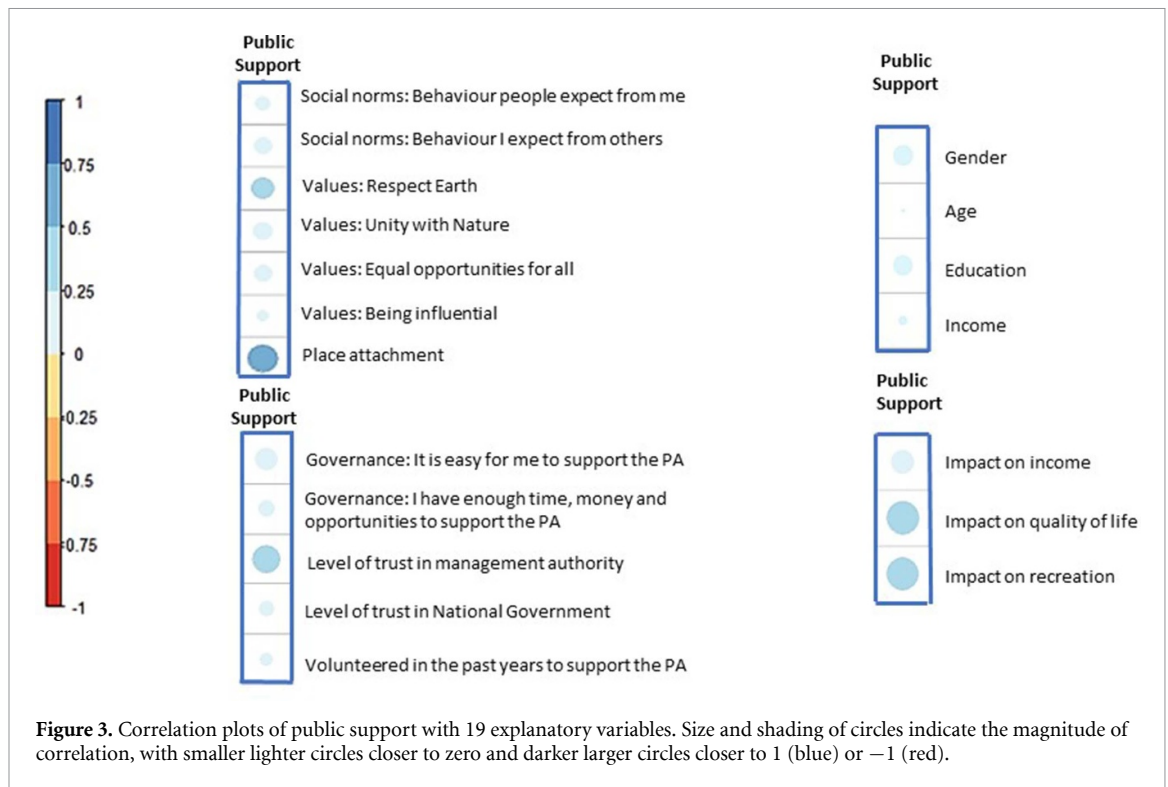 Public
Support
Social norms: Behaviour people expect from me
Social norms: Behaviour I expect from others
Values: Respect Earth
Values: Unity with Nature
Values: Equal opportunities for all
Values: Being influential
Place attachment
1
0.75
0.5
0.25
0
-0.25
-0.5
-0.75
-1
Public
Support
Governance: It is easy for me to support the PA
Governance: I have enough time, money and
opportunities to support the PA
Level of trust in management authority
Level of trust in National Government
Volunteered in the past years to support the PA
Public
Support
Gender
Age
Education
Income
Public
Support
Impact on income
Impact on quality of life
Impact on recreation
Figure 3. Correlation plots of public support with 19 explanatory variables. Size and shading of circles indicate the magnitude of
correlation, with smaller lighter circles closer to zero and darker larger circles closer to 1 (blue) or −1 (red).